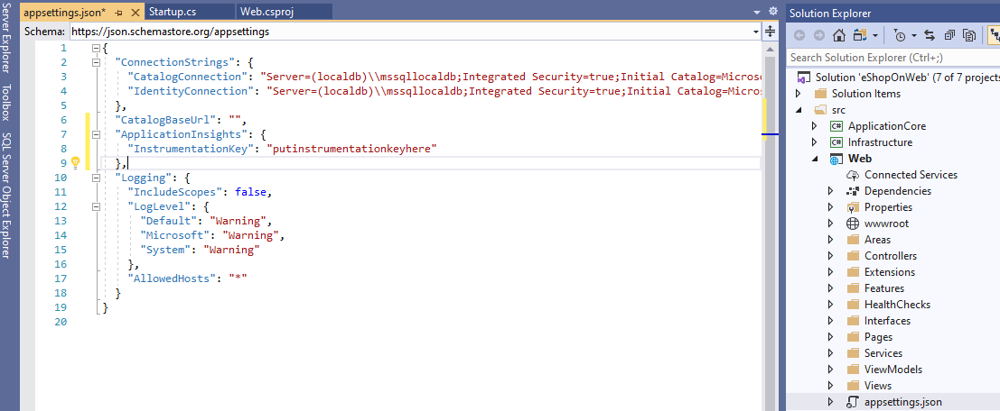 Server Explorer
Toolbox
SQL Server Object Explorer
appsettings.json*
Startup.cs
Web.csproj
Schema: https://json.schemastore.org/appsettings
1 {
2 "ConnectionStrings": {
3 "CatalogConnection": "Server=(localdb)\\mssqllocaldb;Integrated Security=true;Initial Catalog=Microso
4 "IdentityConnection": "Server=(localdb)\\mssqllocaldb;Integrated Security=true;Initial Catalog=Micros
5 },
6 "CatalogBaseUrl": "",
7 "ApplicationInsights": {
8 "InstrumentationKey": "putinstrumentationkeyhere"
9 },
10 "Logging": {
11 "IncludeScopes": false,
12 "LogLevel": {
13 "Default": "Warning",
14 "Microsoft": "Warning",
15 "System": "Warning"
16 },
17 "AllowedHosts": "*"
18 }
19 }
20
Solution Explorer
Search Solution Explorer (Ctrl+;)
Solution 'eShopOnWeb' (7 of 7 projects
Solution Items
src
C# ApplicationCore
C# Infrastructure
Web
Connected Services
Dependencies
Properties
wwwroot
Areas
Controllers
Extensions
Features
HealthChecks
Interfaces
Pages
Services
ViewModels
Views
appsettings.json